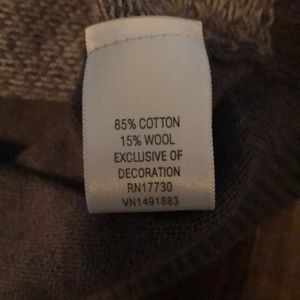 85% COTTON
15% WOOL
EXCLUSIVE OF
DECORATION
RN17730
VN1491883